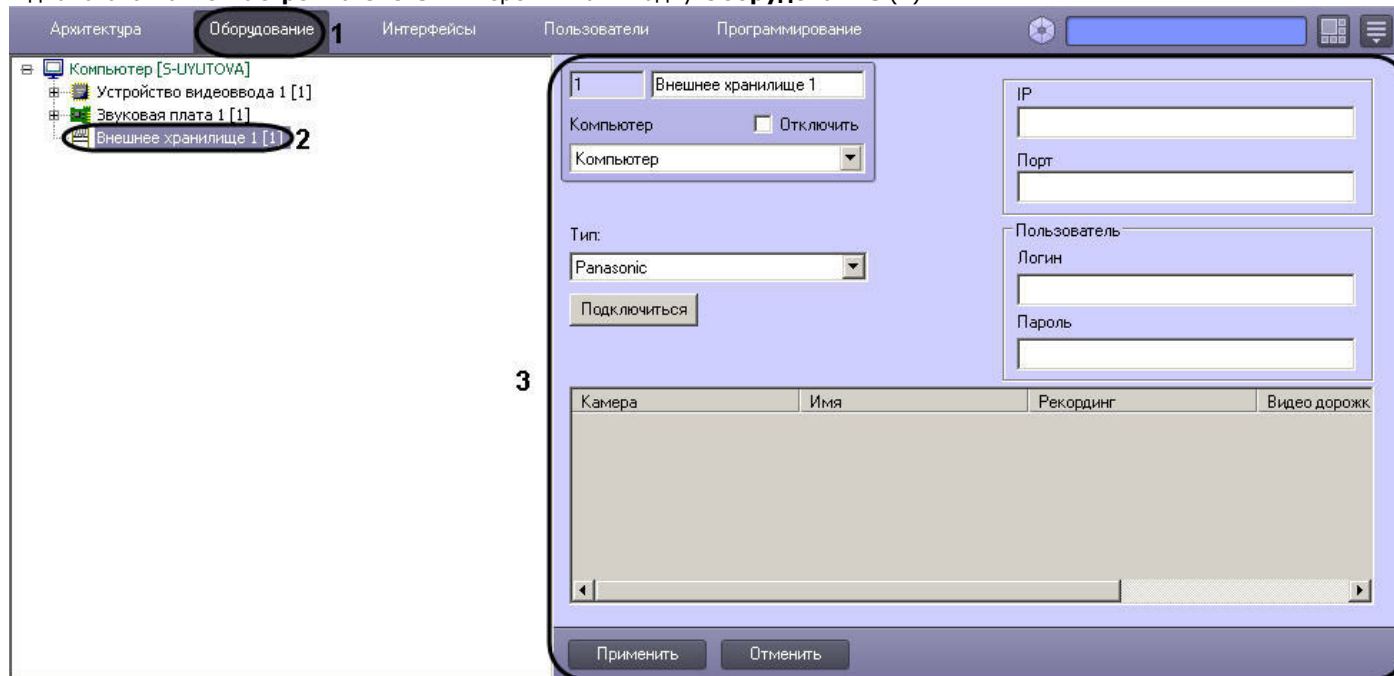 Архитектура Оборудование 1 Интерфейсы Пользователи Программирование
Компьютер [S-UYUTOVA]
Устройство видеоввода 1 [1]
Звуковая плата 1 [1]
Внешнее хранилище 1 [1] 2
3
1 Внешнее хранилище 1
Компьютер Отключить
Компьютер
Тип:
Panasonic
Подключиться
IP
Порт
Пользователь
Логин
Пароль
Камера Имя Рекординг Видео дорожк
Применить Отменить